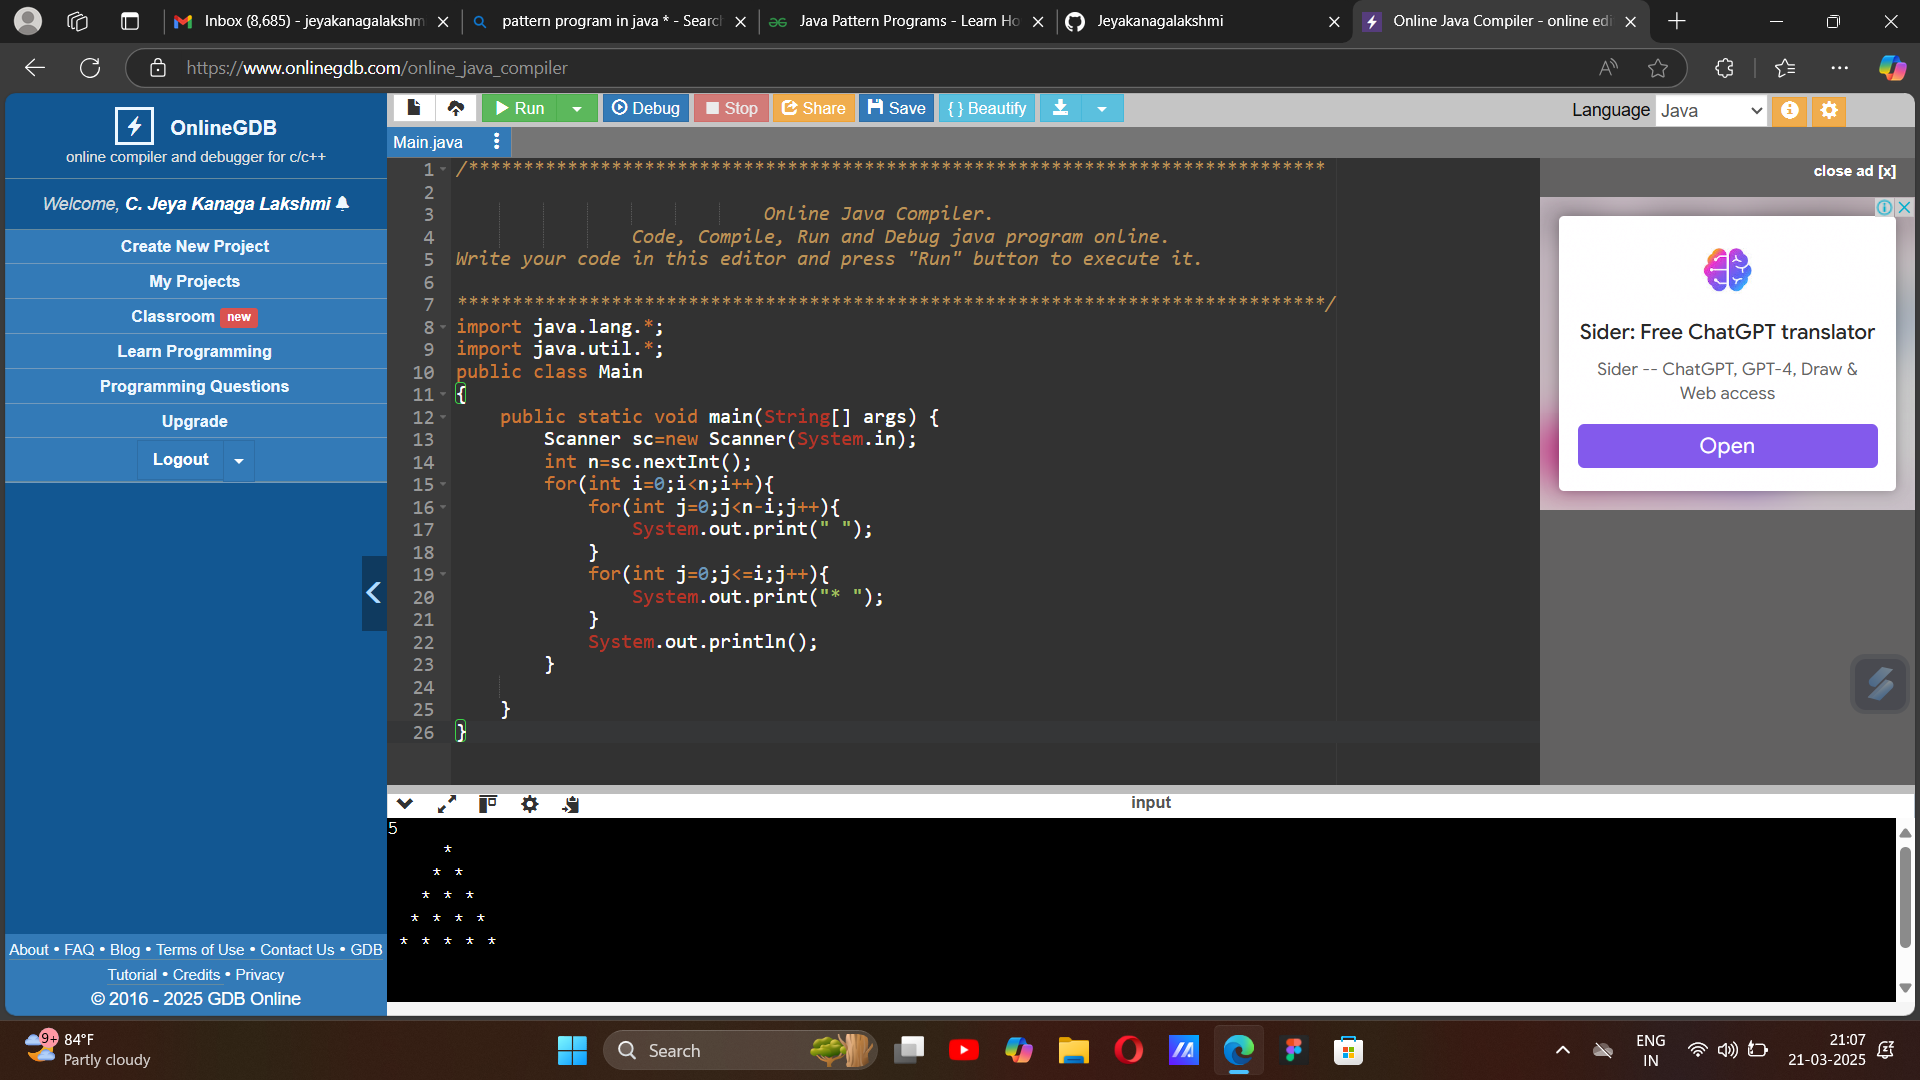 Inbox (8,685) - jeyakanagalakshm
pattern program in java * - Searc
Java Pattern Programs - Learn Ho
Jeyakanagalakshmi
Online Java Compiler - online edi
https://www.onlinegdb.com/online_java_compiler
OnlineGDB
online compiler and debugger for c/c++
Welcome, C. Jeya Kanaga Lakshmi
Create New Project
My Projects
Classroom new
Learn Programming
Programming Questions
Upgrade
Logout
About • FAQ • Blog • Terms of Use • Contact Us • GDB
Tutorial • Credits • Privacy
© 2016 - 2025 GDB Online
Run Debug Stop Share Save { } Beautify
Language Java
Main.java
1 /******************************************************************************
2
3 Online Java Compiler.
4 Code, Compile, Run and Debug java program online.
5 Write your code in this editor and press "Run" button to execute it.
6
7 *******************************************************************************/
8 import java.lang.*;
9 import java.util.*;
10 public class Main
11 {
12 public static void main(String[] args) {
13 Scanner sc=new Scanner(System.in);
14 int n=sc.nextInt();
15 for(int i=0;i<n;i++){
16 for(int j=0;j<n-i;j++){
17 System.out.print(" ");
18 }
19 for(int j=0;j<=i;j++){
20 System.out.print("* ");
21 }
22 System.out.println();
23 }
24
25 }
26 }
close ad [x]
Sider: Free ChatGPT translator
Sider -- ChatGPT, GPT-4, Draw &
Web access
Open
input
5
*
* *
* * *
* * * *
* * * * *
9+
84°F
Partly cloudy
Search
ENG
IN
21:07
21-03-2025